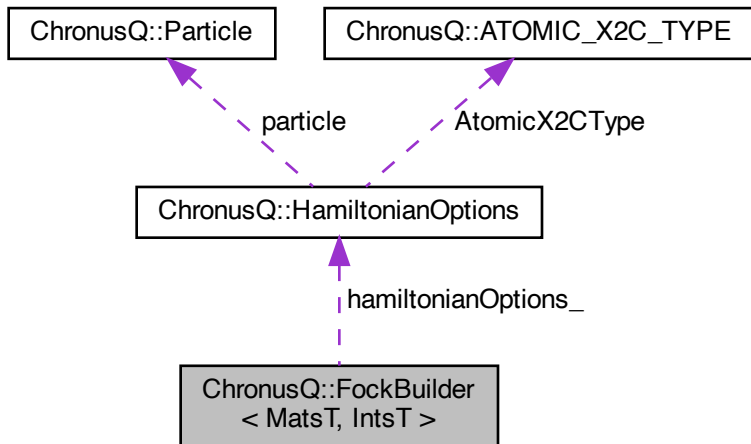 ChronusQ::Particle
ChronusQ::ATOMIC_X2C_TYPE
particle
AtomicX2CType
ChronusQ::HamiltonianOptions
hamiltonianOptions_
ChronusQ::FockBuilder
< MatsT, IntsT >